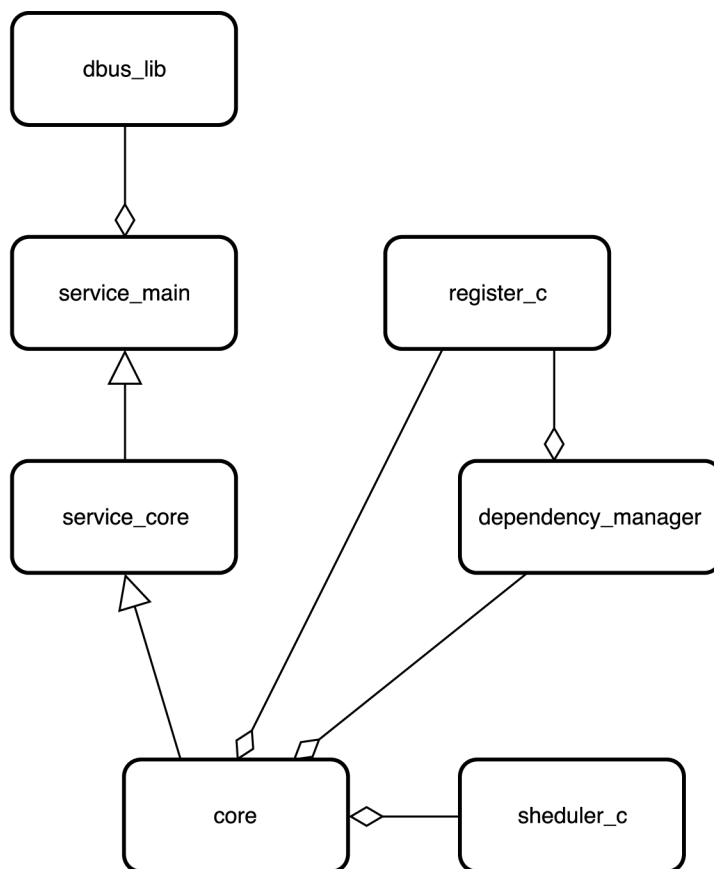 dbus_lib
service_main
register_c
service_core
dependency_manager
core
sheduler_c